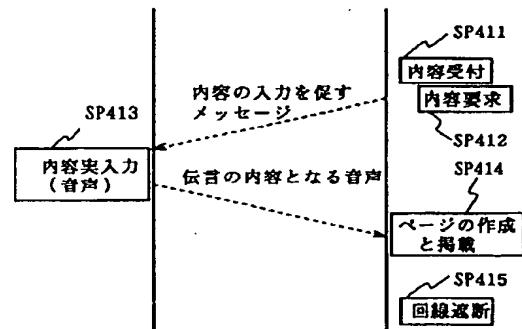 SP411
内容受付
内容の入力を促す
メッセージ
内容要求
SP413
SP412
内容実入力
(音声)
伝言の内容となる音声
SP414
ページの作成
と掲載
SP415
回線遮断